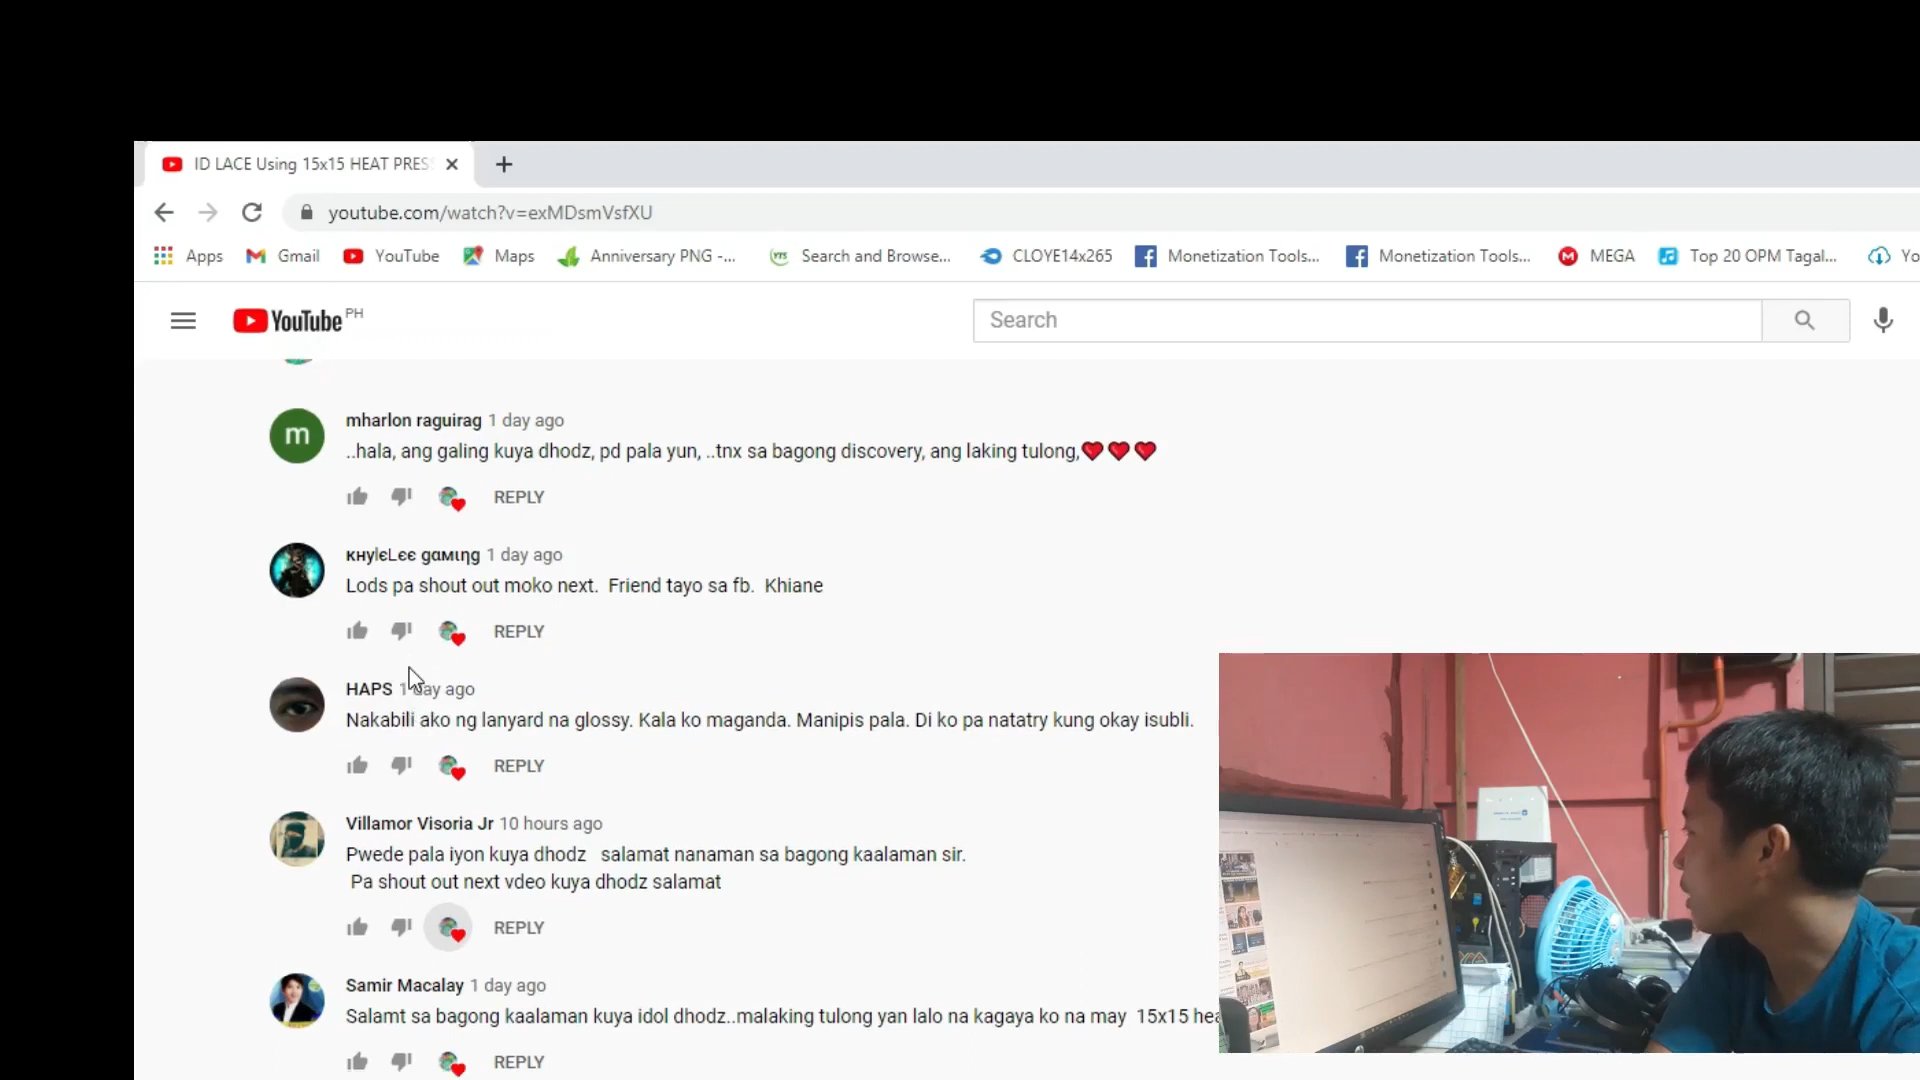 ID LACE Using 15x15 HEAT PRES
youtube.com/watch?v=exMDsmVsfXU
Apps Gmail YouTube Maps Anniversary PNG -... Search and Browse... CLOYE14x265 Monetization Tools... Monetization Tools... MEGA Top 20 OPM Tagal... Yo
YouTube PH Search
m mharlon raguirag 1 day ago
..hala, ang galing kuya dhodz, pd pala yun, ..tnx sa bagong discovery, ang laking tulong,❤❤❤
REPLY
кнyleLєє gαмιηg 1 day ago
Lods pa shout out moko next. Friend tayo sa fb. Khiane
REPLY
HAPS 1 day ago
Nakabili ako ng lanyard na glossy. Kala ko maganda. Manipis pala. Di ko pa natatry kung okay isubli.
REPLY
Villamor Visoria Jr 10 hours ago
Pwede pala iyon kuya dhodz salamat nanaman sa bagong kaalaman sir.
Pa shout out next vdeo kuya dhodz salamat
REPLY
Samir Macalay 1 day ago
Salamt sa bagong kaalaman kuya idol dhodz..malaking tulong yan lalo na kagaya ko na may 15x15 hea
REPLY